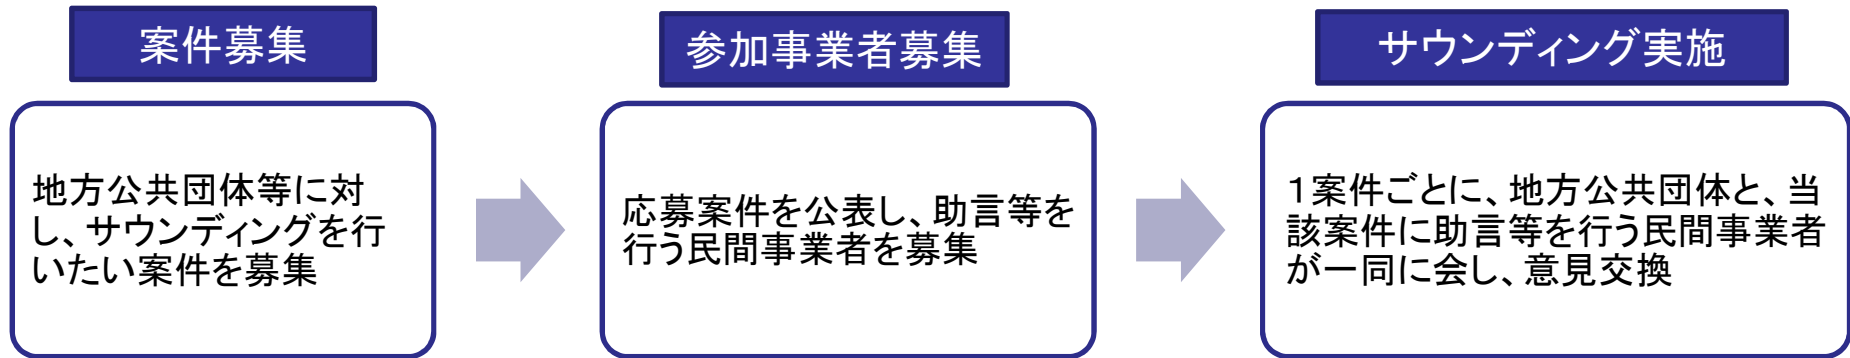 案件募集
地方公共団体等に対
し、サウンディングを行
いたい案件を募集
参加事業者募集
応募案件を公表し、助言等を
行う民間事業者を募集
サウンディング実施
１案件ごとに、地方公共団体と、当
該案件に助言等を行う民間事業者
が一同に会し、意見交換